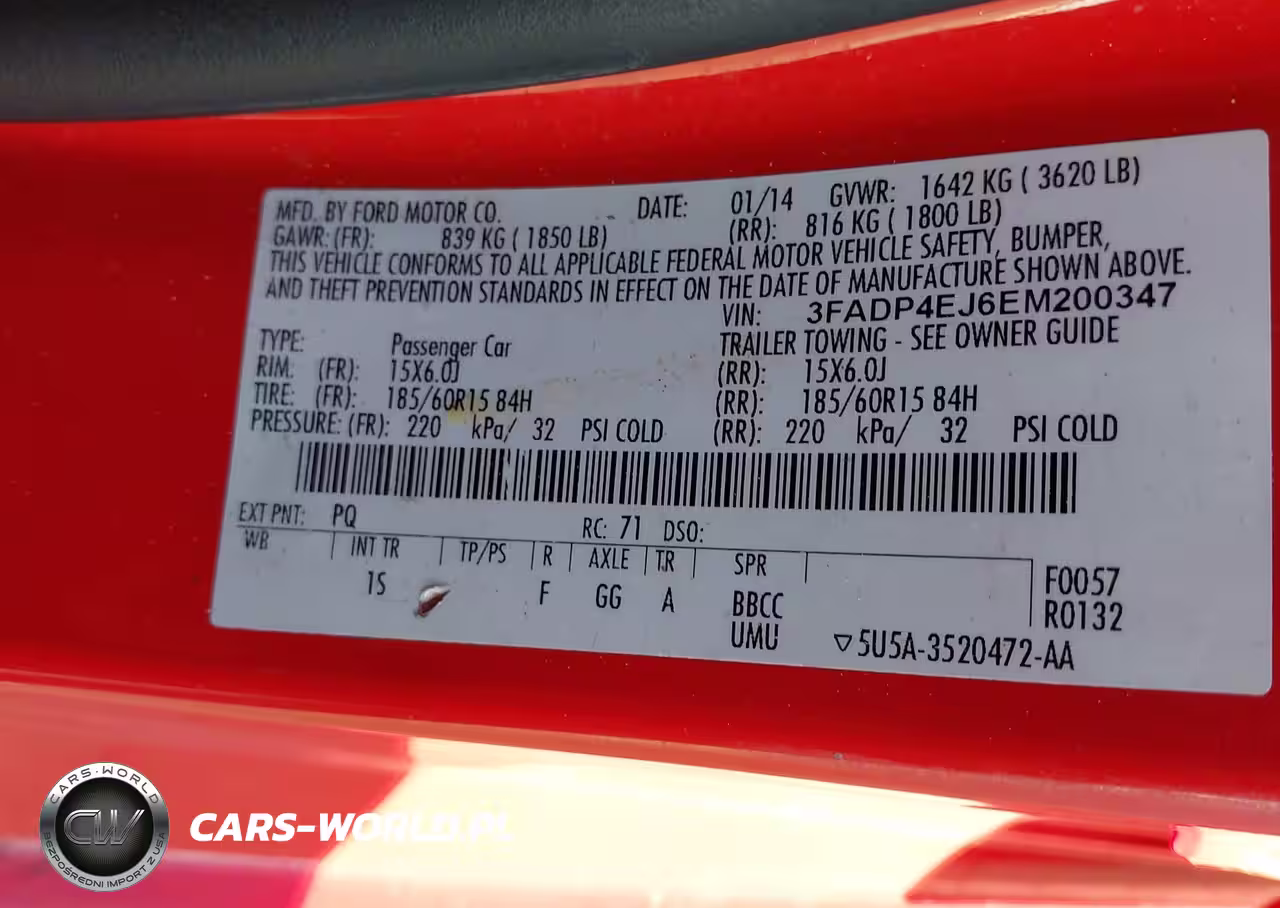 MFD. BY FORD MOTOR CO. DATE: 01/14 GVWR: 1642 KG ( 3620 LB)
GAWR: (FR): 839 KG ( 1850 LB) (RR): 816 KG ( 1800 LB)
THIS VEHICLE CONFORMS TO ALL APPLICABLE FEDERAL MOTOR VEHICLE SAFETY, BUMPER,
AND THEFT PREVENTION STANDARDS IN EFFECT ON THE DATE OF MANUFACTURE SHOWN ABOVE.
VIN: 3FADP4EJ6EM200347
TYPE: Passenger Car TRAILER TOWING - SEE OWNER GUIDE
RIM: (FR): 15X6.0J (RR): 15X6.0J
TIRE: (FR): 185/60R15 84H (RR): 185/60R15 84H
PRESSURE: (FR): 220 kPa/ 32 PSI COLD (RR): 220 kPa/ 32 PSI COLD
EXT PNT: PQ RC: 71 DSO:
WB INT TR TP/PS R AXLE TR SPR
1S F GG A BBCC F0057
UMU R0132
▽5U5A-3520472-AA
CARS-WORLD
CW
BEZPOŚREDNI IMPORT Z USA
CARS-WORLD.PL